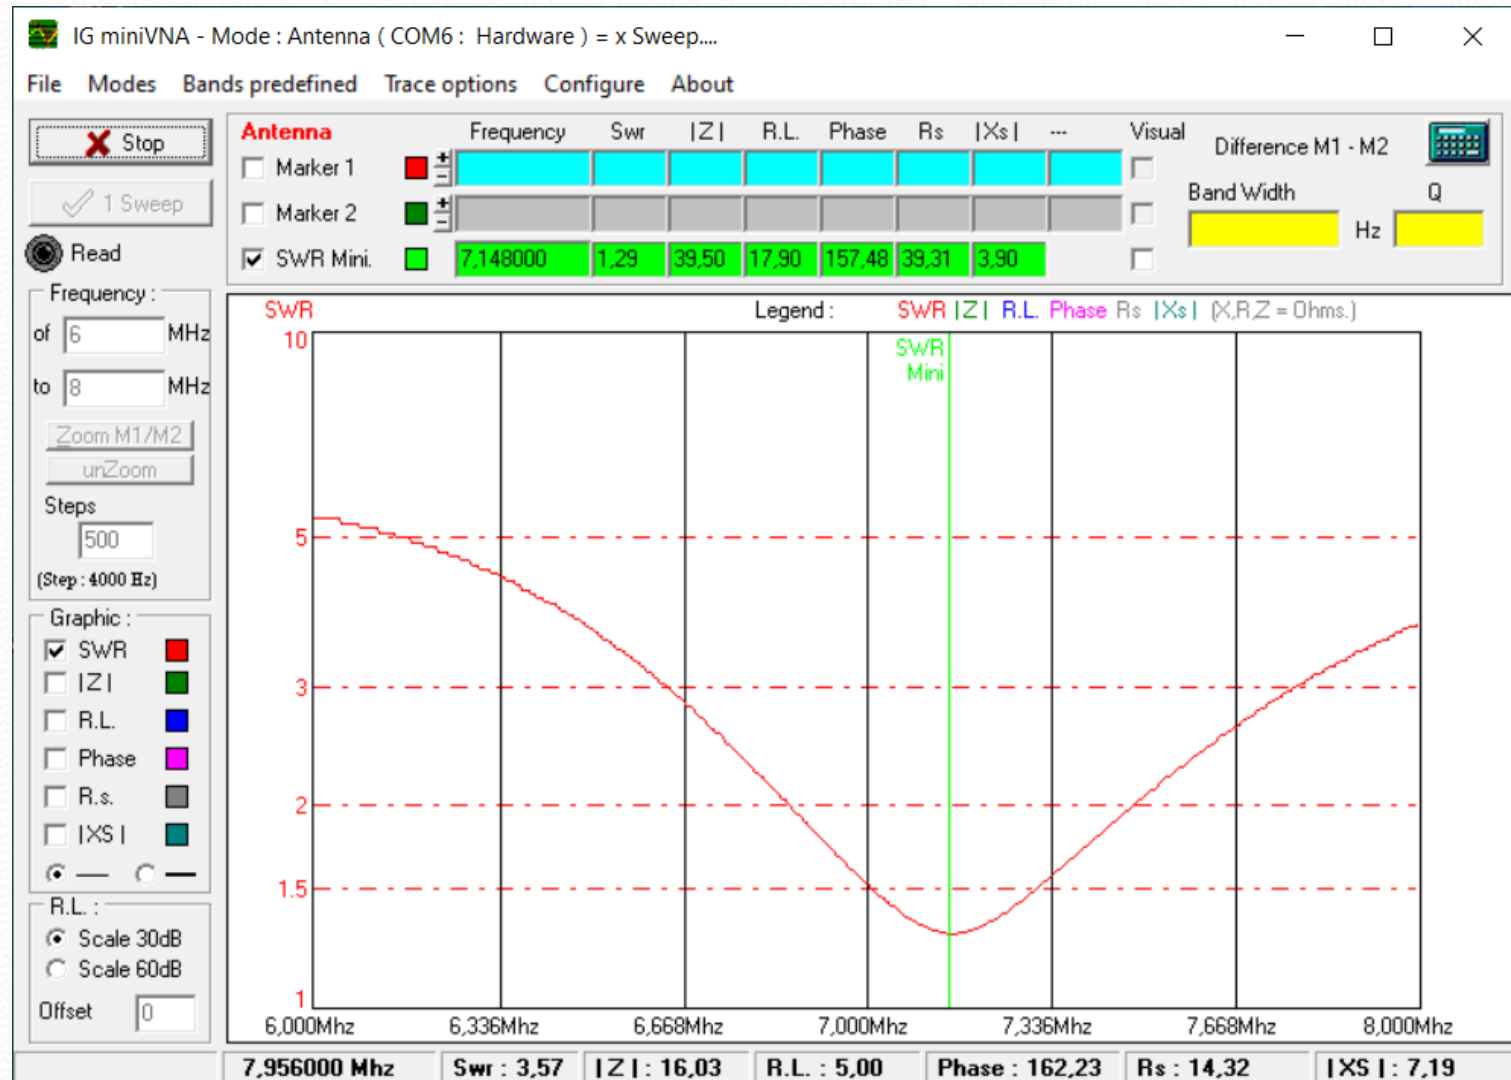 IG miniVNA - Mode : Antenna ( COM6 :  Hardware ) = x Sweep....
File Modes Bands predefined Trace options Configure About
Stop
1 Sweep
Read
Antenna Frequency Swr |Z| R.L. Phase Rs |Xs| --- Visual
Marker 1 + -
Marker 2 + -
SWR Mini. 7,148000 1,29 39,50 17,90 157,48 39,31 3,90
Difference M1 - M2
Band Width Q
Hz
Frequency :
of 6 MHz
to 8 MHz
Zoom M1/M2
unZoom
Steps
500
(Step : 4000 Hz)
Graphic :
SWR
|Z|
R.L.
Phase
R.s.
|XS|
R.L. :
Scale 30dB
Scale 60dB
Offset 0
SWR Legend : SWR |Z| R.L. Phase Rs |Xs| (X,R,Z = Ohms.)
10
SWR
Mini
5
3
2
1.5
1
6,000Mhz 6,336Mhz 6,668Mhz 7,000Mhz 7,336Mhz 7,668Mhz 8,000Mhz
7,956000 Mhz Swr : 3,57 |Z| : 16,03 R.L. : 5,00 Phase : 162,23 Rs : 14,32 |XS| : 7,19